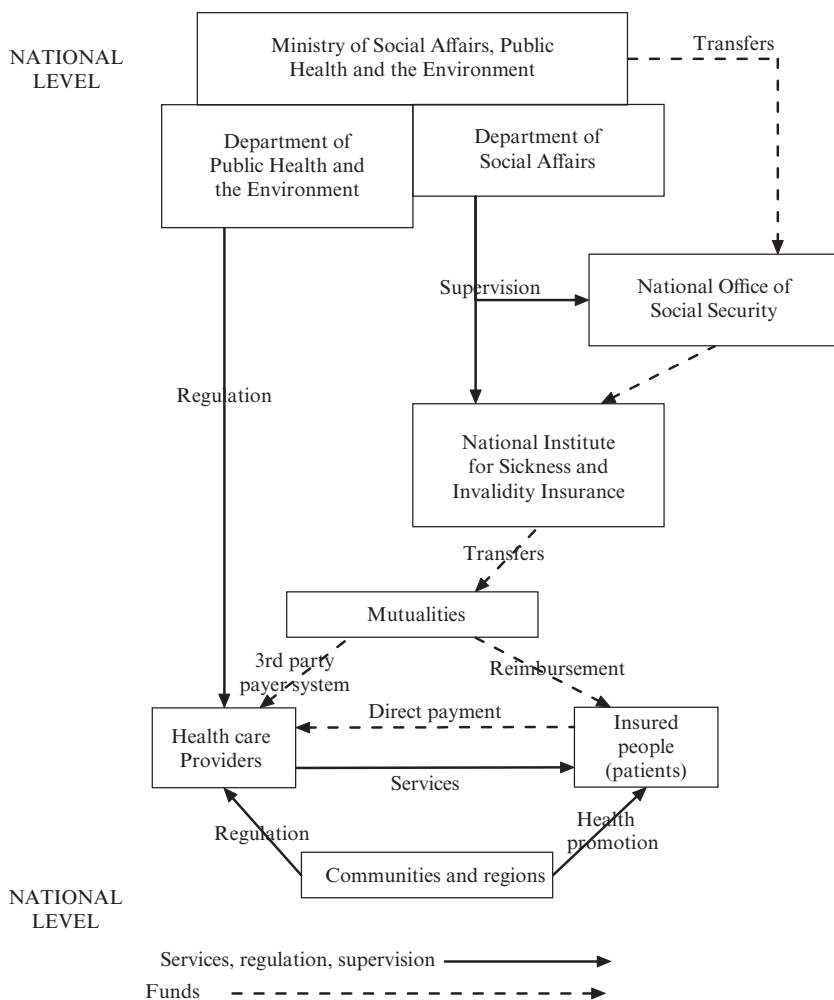 NATIONAL
LEVEL
Ministry of Social Affairs, Public
Health and the Environment
Transfers
Department of
Public Health and
the Environment
Department of
Social Affairs
Supervision
National Office of
Social Security
Regulation
National Institute
for Sickness and
Invalidity Insurance
Transfers
Mutualities
3rd party
payer system
Reimbursement
Direct payment
Health care
Providers
Insured
people
(patients)
Services
Regulation
Health
promotion
Communities and regions
NATIONAL
LEVEL
Services, regulation, supervision
Funds